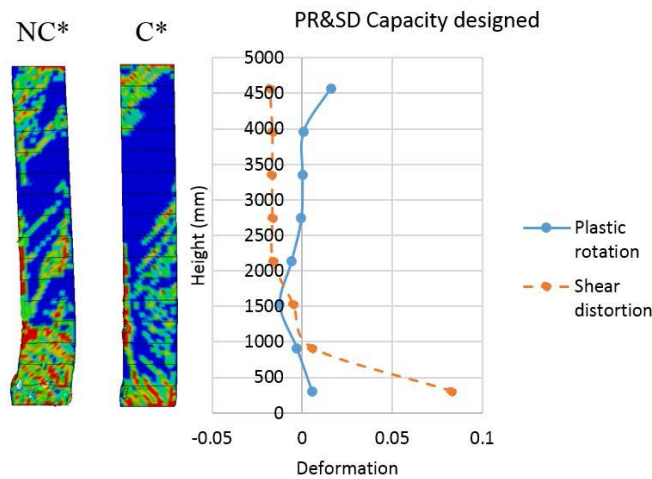 NC*
C*
PR&SD Capacity designed
5000
4500
4000
3500
3000
2500
2000
1500
1000
500
0
Height (mm)
-0.05
0
0.05
0.1
Deformation
Plastic
rotation
Shear
distortion